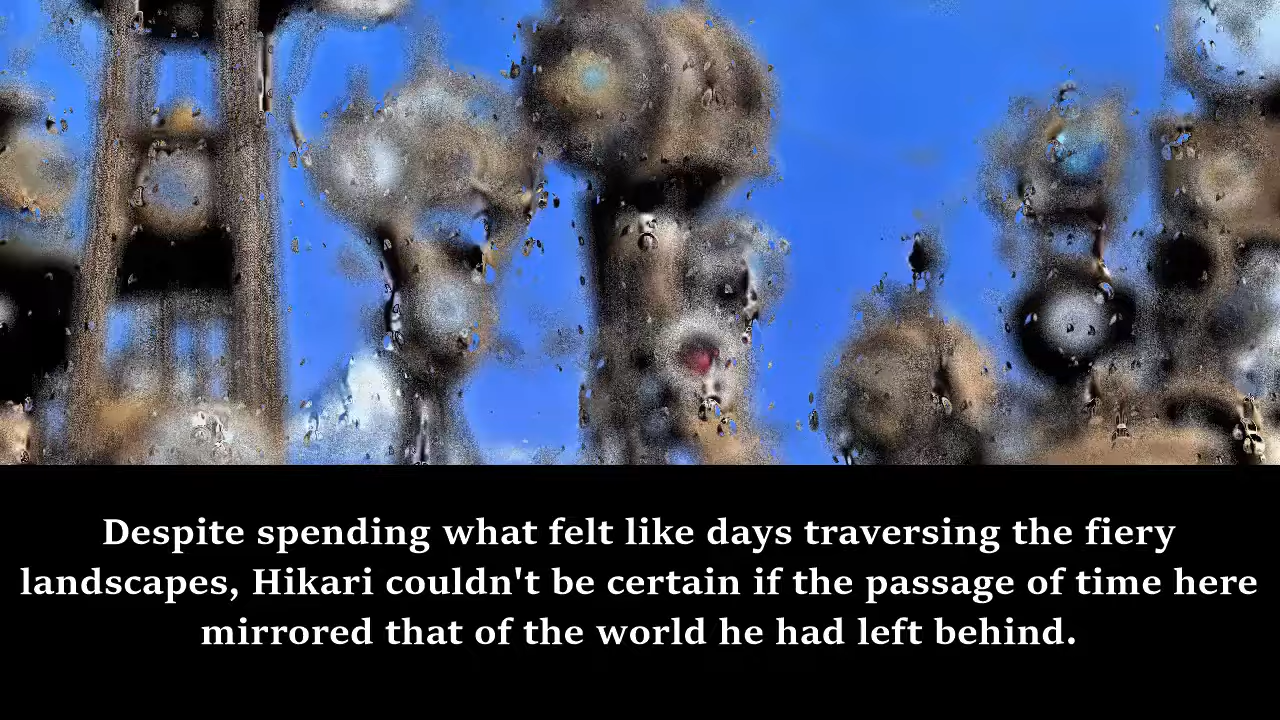 Despite spending what felt like days traversing the fiery
landscapes, Hikari couldn't be certain if the passage of time here
mirrored that of the world he had left behind.